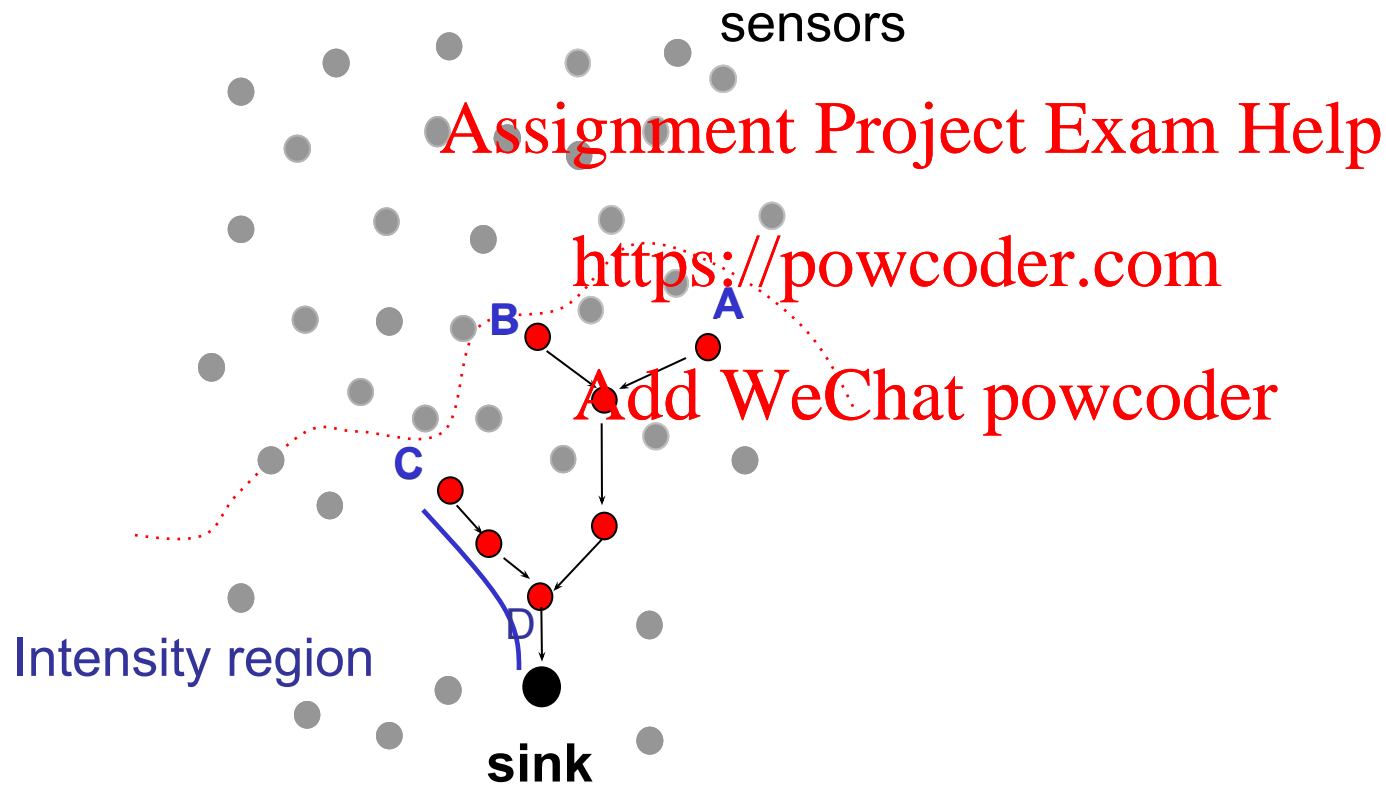 sensors
Assignment Project Exam Help
https://powcoder.com
A
B
Add WeChat powcoder
C
D
Intensity region
sink